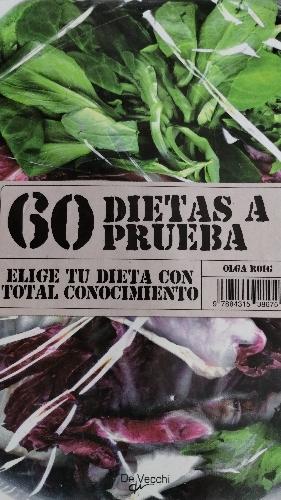 60 DIETAS A
PRUEBA
ELIGE TU DIETA CON
TOTAL CONOCIMIENTO
OLGA ROIG
De Vecchi